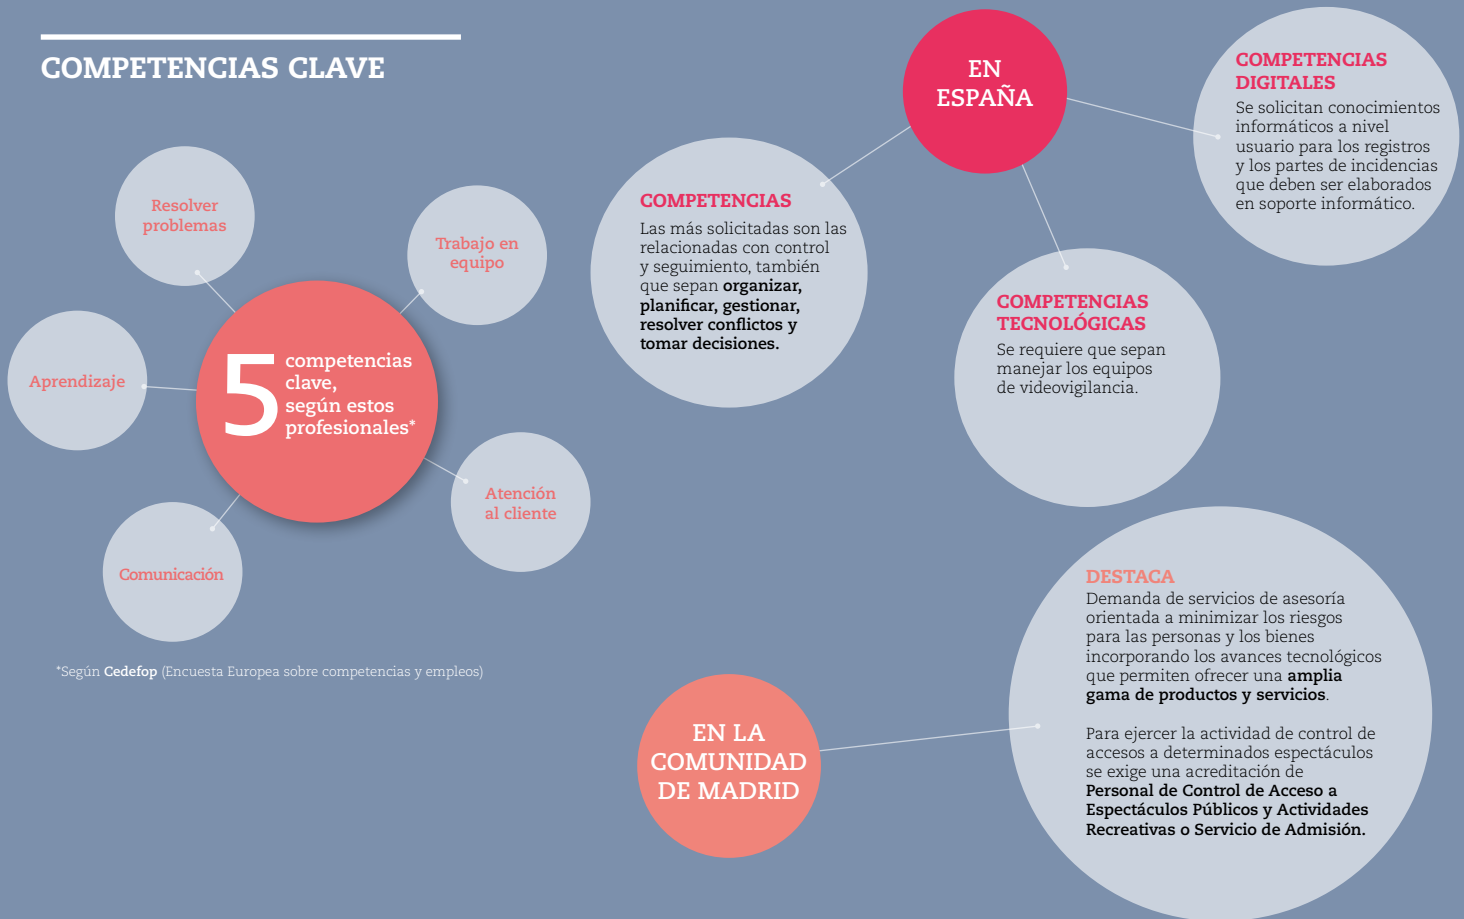 COMPETENCIAS CLAVE
Resolver
problemas
Trabajo en
equipo
Aprendizaje
5 competencias
clave,
según estos
profesionales*
Atención
al cliente
Comunicación
*Según Cedefop (Encuesta Europea sobre competencias y empleos)
EN
ESPAÑA
COMPETENCIAS
Las más solicitadas son las
relacionadas con control
y seguimiento, también
que sepan organizar,
planificar, gestionar,
resolver conflictos y
tomar decisiones.
COMPETENCIAS
TECNOLÓGICAS
Se requiere que sepan
manejar los equipos
de videovigilancia.
COMPETENCIAS
DIGITALES
Se solicitan conocimientos
informáticos a nivel
usuario para los registros
y los partes de incidencias
que deben ser elaborados
en soporte informático.
EN LA
COMUNIDAD
DE MADRID
DESTACA
Demanda de servicios de asesoría
orientada a minimizar los riesgos
para las personas y los bienes
incorporando los avances tecnológicos
que permiten ofrecer una amplia
gama de productos y servicios.
Para ejercer la actividad de control de
accesos a determinados espectáculos
se exige una acreditación de
Personal de Control de Acceso a
Espectáculos Públicos y Actividades
Recreativas o Servicio de Admisión.